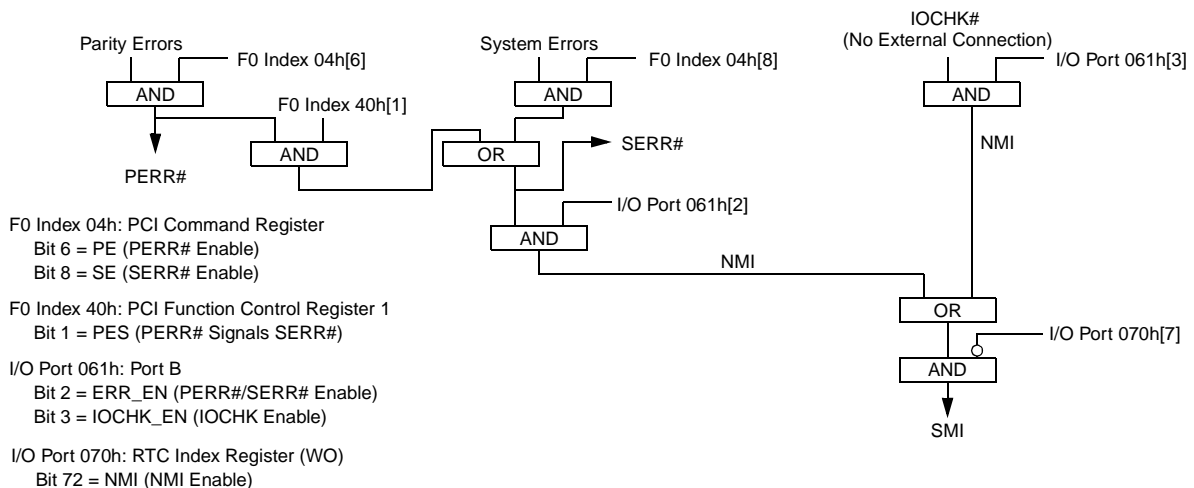 IOCHK#
(No External Connection)
Parity Errors
System Errors
F0 Index 04h[6]
F0 Index 04h[8]
I/O Port 061h[3]
AND
AND
AND
F0 Index 40h[1]
AND
OR
SERR#
NMI
PERR#
I/O Port 061h[2]
AND
NMI
F0 Index 04h: PCI Command Register
Bit 6 = PE (PERR# Enable)
Bit 8 = SE (SERR# Enable)
F0 Index 40h: PCI Function Control Register 1
Bit 1 = PES (PERR# Signals SERR#)
OR
I/O Port 070h[7]
AND
SMI
I/O Port 061h: Port B
Bit 2 = ERR_EN (PERR#/SERR# Enable)
Bit 3 = IOCHK_EN (IOCHK Enable)
I/O Port 070h: RTC Index Register (WO)
Bit 72 = NMI (NMI Enable)